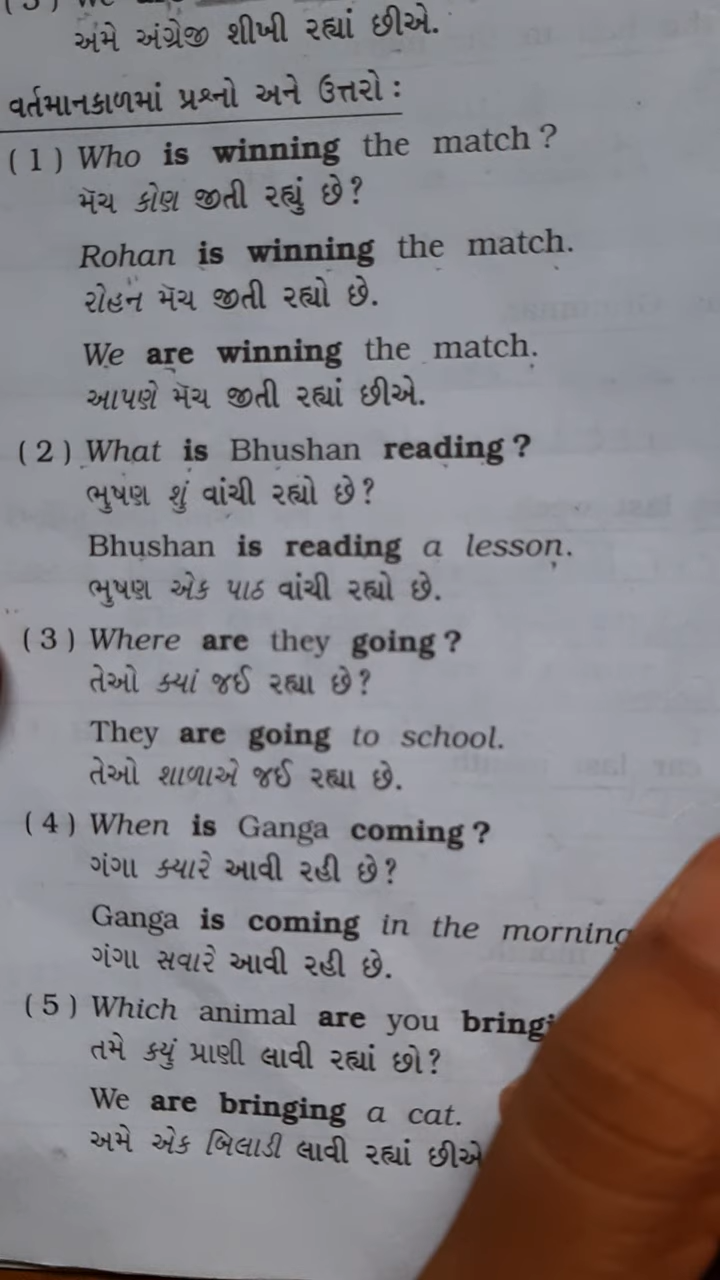 અમે અંગ્રેજી શીખી રહ્યાં છીએ.
વર્તમાનકાળમાં પ્રશ્નો અને ઉત્તરો :
( 1 ) Who is winning the match ?
મૅચ કોણ જીતી રહ્યું છે ?
Rohan is winning the match.
રોહન મૅચ જીતી રહ્યો છે.
We are winning the match.
આપણે મૅચ જીતી રહ્યાં છીએ.
( 2 ) What is Bhushan reading ?
ભુષણ શું વાંચી રહ્યો છે ?
Bhushan is reading a lesson.
ભુષણ એક પાઠ વાંચી રહ્યો છે.
( 3 ) Where are they going ?
તેઓ ક્યાં જઈ રહ્યા છે ?
They are going to school.
તેઓ શાળાએ જઈ રહ્યા છે.
( 4 ) When is Ganga coming ?
ગંગા ક્યારે આવી રહી છે ?
Ganga is coming in the morning
ગંગા સવારે આવી રહી છે.
( 5 ) Which animal are you bringi
તમે કયું પ્રાણી લાવી રહ્યાં છો ?
We are bringing a cat.
અમે એક બિલાડી લાવી રહ્યાં છીએ